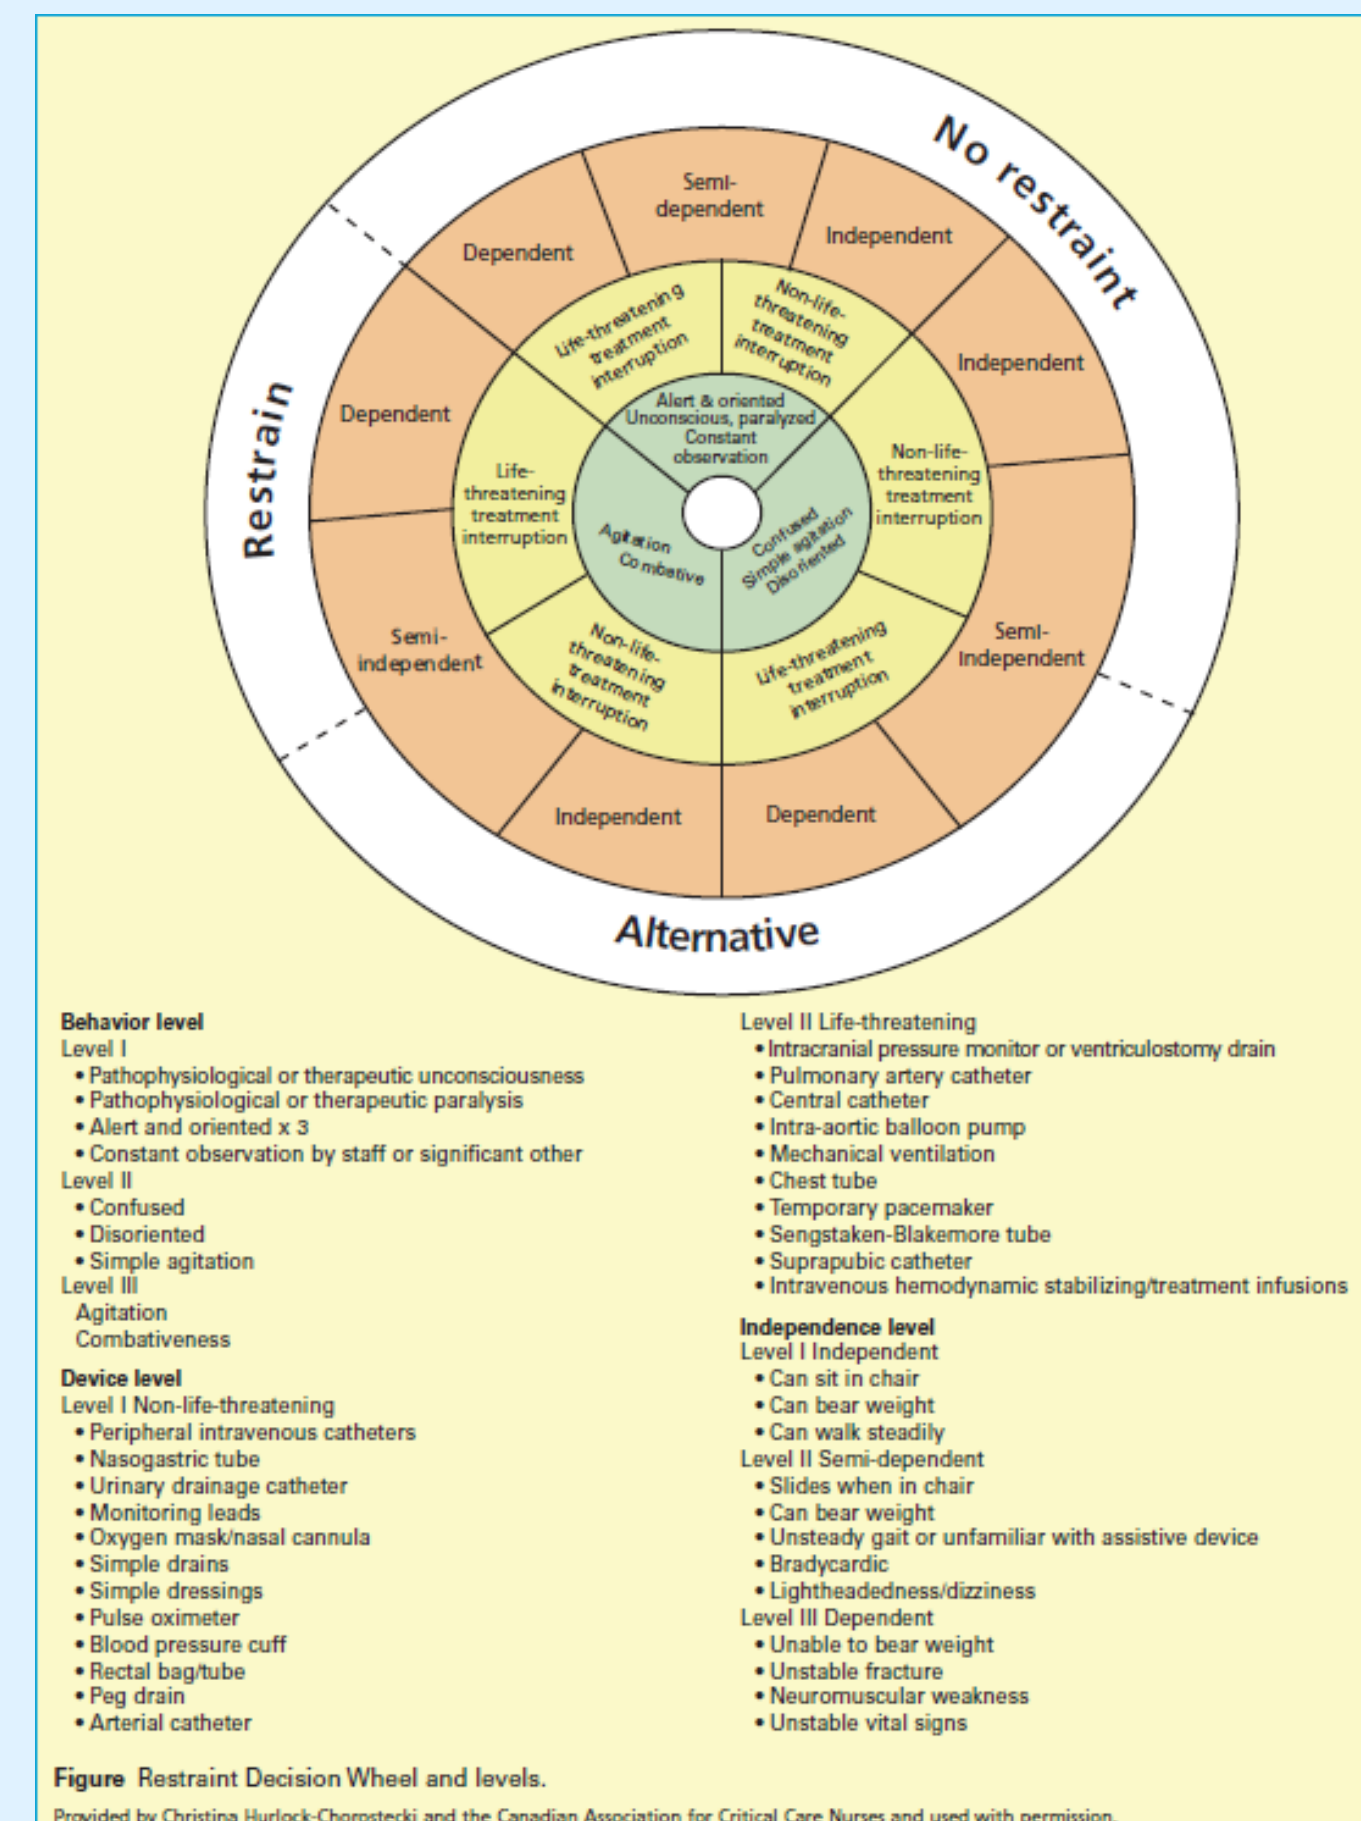 No restraint
Semi-
dependent
Independent
Dependent
Life-threatening
treatment
interruption
Non-life-
threatening
treatment
interruption
Independent
Restrain
Dependent
Alert & oriented
Unconscious, paralyzed
Constant
observation
Life-
threatening
treatment
interruption
Non-life-
threatening
treatment
interruption
Agitation
Combative
Confused
Simple agitation
Disoriented
Semi-
independent
Non-life-
threatening
treatment
interruption
Life-threatening
treatment
interruption
Semi-
Independent
Independent
Dependent
Alternative
Behavior level
Level I
• Pathophysiological or therapeutic unconsciousness
• Pathophysiological or therapeutic paralysis
• Alert and oriented x 3
• Constant observation by staff or significant other
Level II
• Confused
• Disoriented
• Simple agitation
Level III
Agitation
Combativeness
Device level
Level I Non-life-threatening
• Peripheral intravenous catheters
• Nasogastric tube
• Urinary drainage catheter
• Monitoring leads
• Oxygen mask/nasal cannula
• Simple drains
• Simple dressings
• Pulse oximeter
• Blood pressure cuff
• Rectal bag/tube
• Peg drain
• Arterial catheter
Level II Life-threatening
• Intracranial pressure monitor or ventriculostomy drain
• Pulmonary artery catheter
• Central catheter
• Intra-aortic balloon pump
• Mechanical ventilation
• Chest tube
• Temporary pacemaker
• Sengstaken-Blakemore tube
• Suprapubic catheter
• Intravenous hemodynamic stabilizing/treatment infusions
Independence level
Level I Independent
• Can sit in chair
• Can bear weight
• Can walk steadily
Level II Semi-dependent
• Slides when in chair
• Can bear weight
• Unsteady gait or unfamiliar with assistive device
• Bradycardic
• Lightheadedness/dizziness
Level III Dependent
• Unable to bear weight
• Unstable fracture
• Neuromuscular weakness
• Unstable vital signs
Figure Restraint Decision Wheel and levels.
Provided by Christina Hurlock-Chorostecki and the Canadian Association for Critical Care Nurses and used with permission.